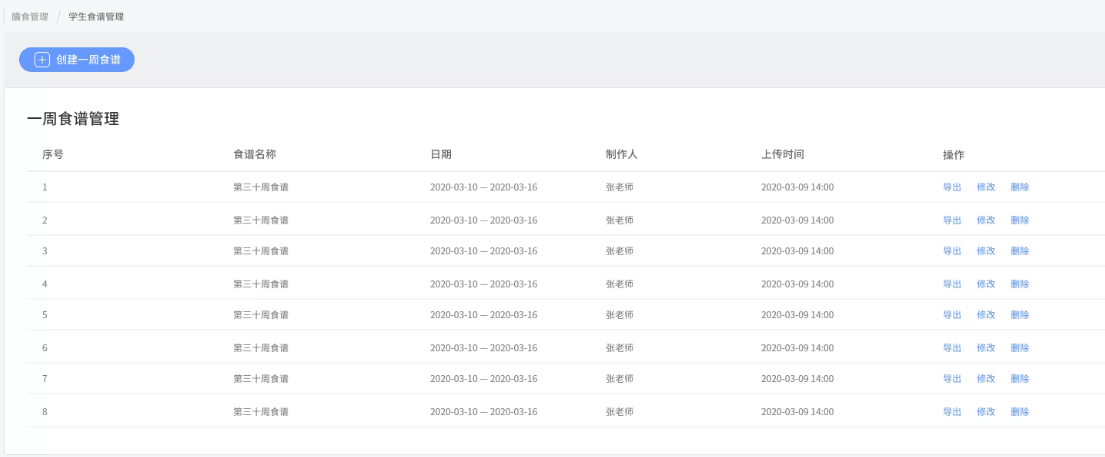 膳食管理 / 学生食谱管理
创建一周食谱
一周食谱管理
序号 食谱名称 日期 制作人 上传时间 操作
1 第三十周食谱 2020-03-10 — 2020-03-16 张老师 2020-03-09 14:00 导出 修改 删除
2 第三十周食谱 2020-03-10 — 2020-03-16 张老师 2020-03-09 14:00 导出 修改 删除
3 第三十周食谱 2020-03-10 — 2020-03-16 张老师 2020-03-09 14:00 导出 修改 删除
4 第三十周食谱 2020-03-10 — 2020-03-16 张老师 2020-03-09 14:00 导出 修改 删除
5 第三十周食谱 2020-03-10 — 2020-03-16 张老师 2020-03-09 14:00 导出 修改 删除
6 第三十周食谱 2020-03-10 — 2020-03-16 张老师 2020-03-09 14:00 导出 修改 删除
7 第三十周食谱 2020-03-10 — 2020-03-16 张老师 2020-03-09 14:00 导出 修改 删除
8 第三十周食谱 2020-03-10 — 2020-03-16 张老师 2020-03-09 14:00 导出 修改 删除